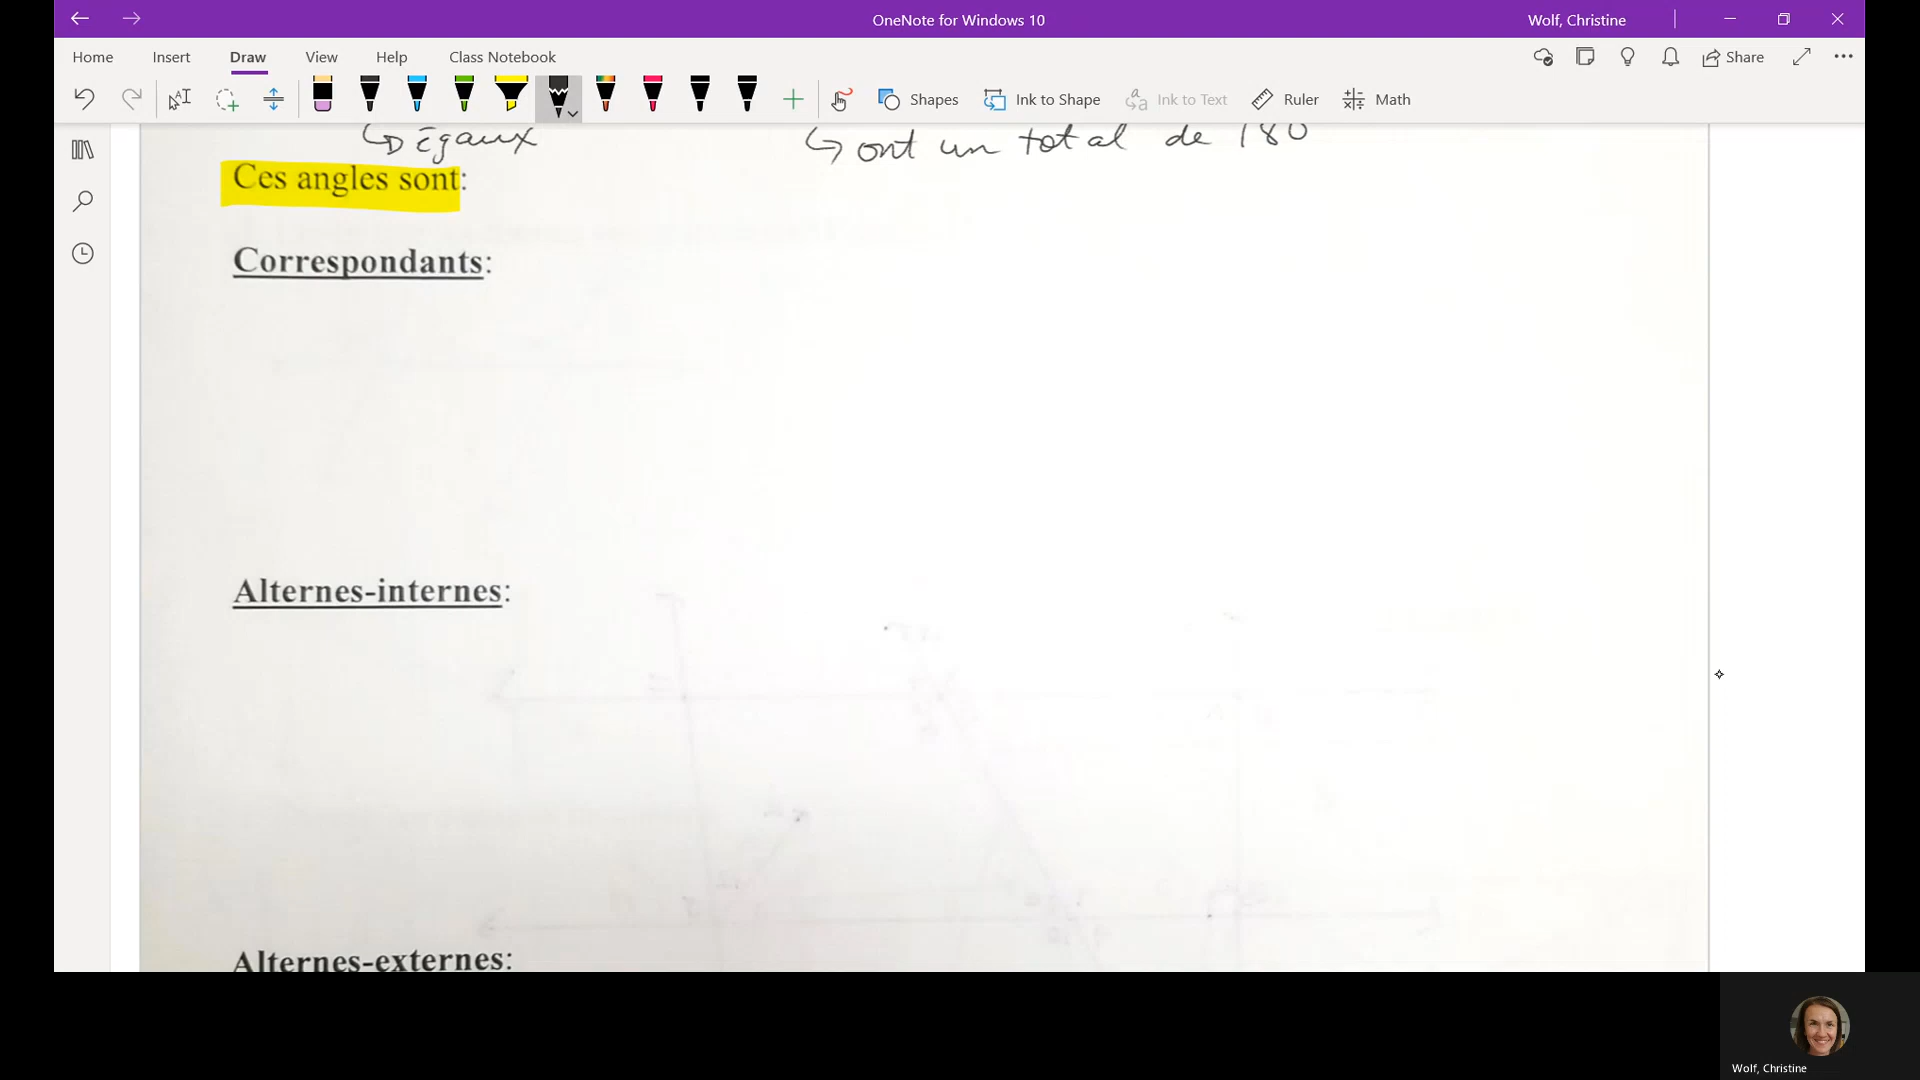 OneNote for Windows 10
Wolf, Christine
Home Insert Draw View Help Class Notebook Share
Shapes Ink to Shape Ink to Text Ruler Math
↳ Égaux ↳ ont un total de 180
Ces angles sont:
Correspondants:
Alternes-internes:
Alternes-externes:
Wolf, Christine